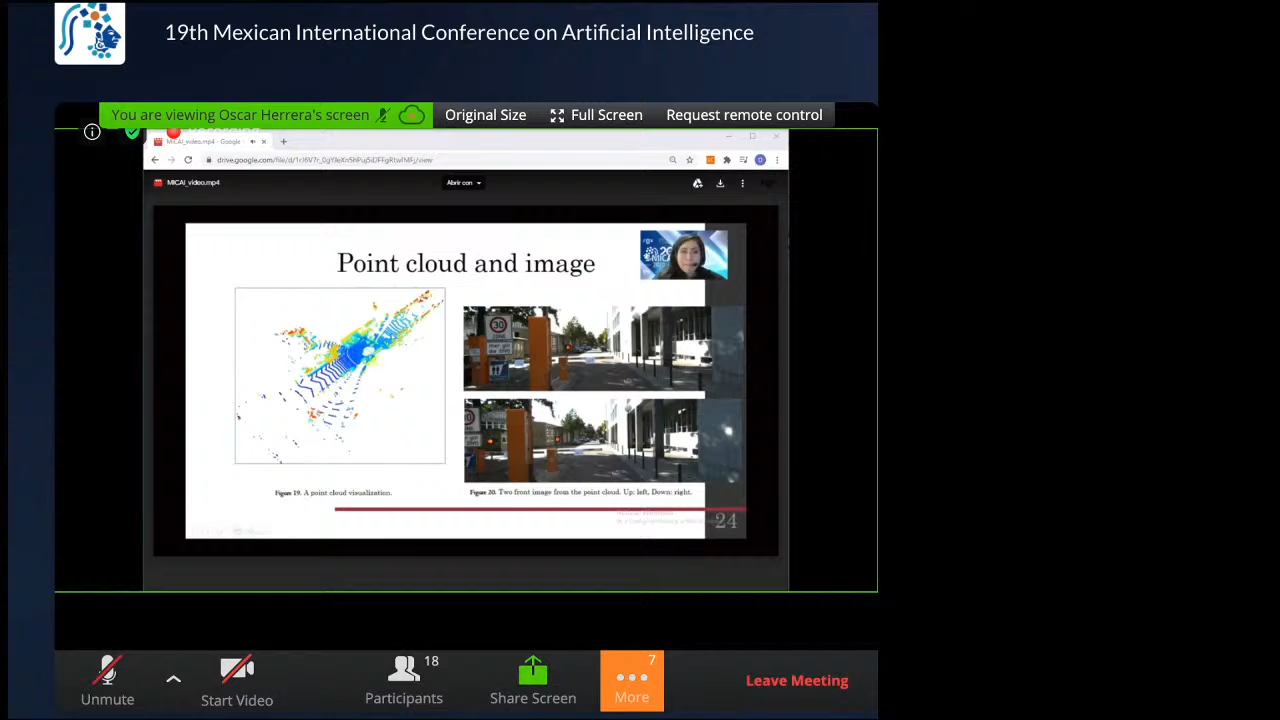 19th Mexican International Conference on Artificial Intelligence
You are viewing Oscar Herrera's screen
Original Size
Full Screen
Request remote control
MICAI_video.mp4 - Google
MICAI_video.mp4
Abrir con
Point cloud and image
30
Figure 19. A point cloud visualization.
Figure 20. Two front image from the point cloud. Up: left, Down: right.
24
Unmute
Start Video
Participants
18
Share Screen
7
More
Leave Meeting